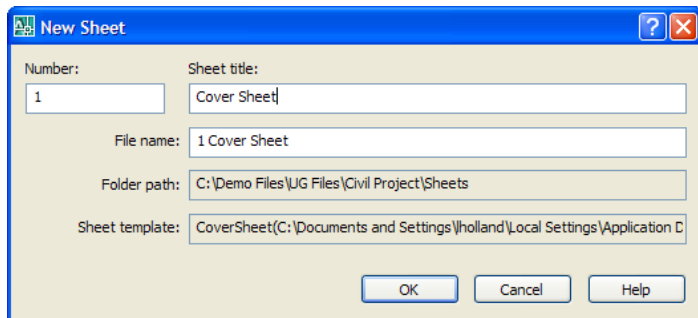 New Sheet
Number: Sheet title:
1 Cover Sheet
File name: 1 Cover Sheet
Folder path: C:\Demo Files\UG Files\Civil Project\Sheets
Sheet template: CoverSheet(C:\Documents and Settings\lholland\Local Settings\Application D
OK Cancel Help